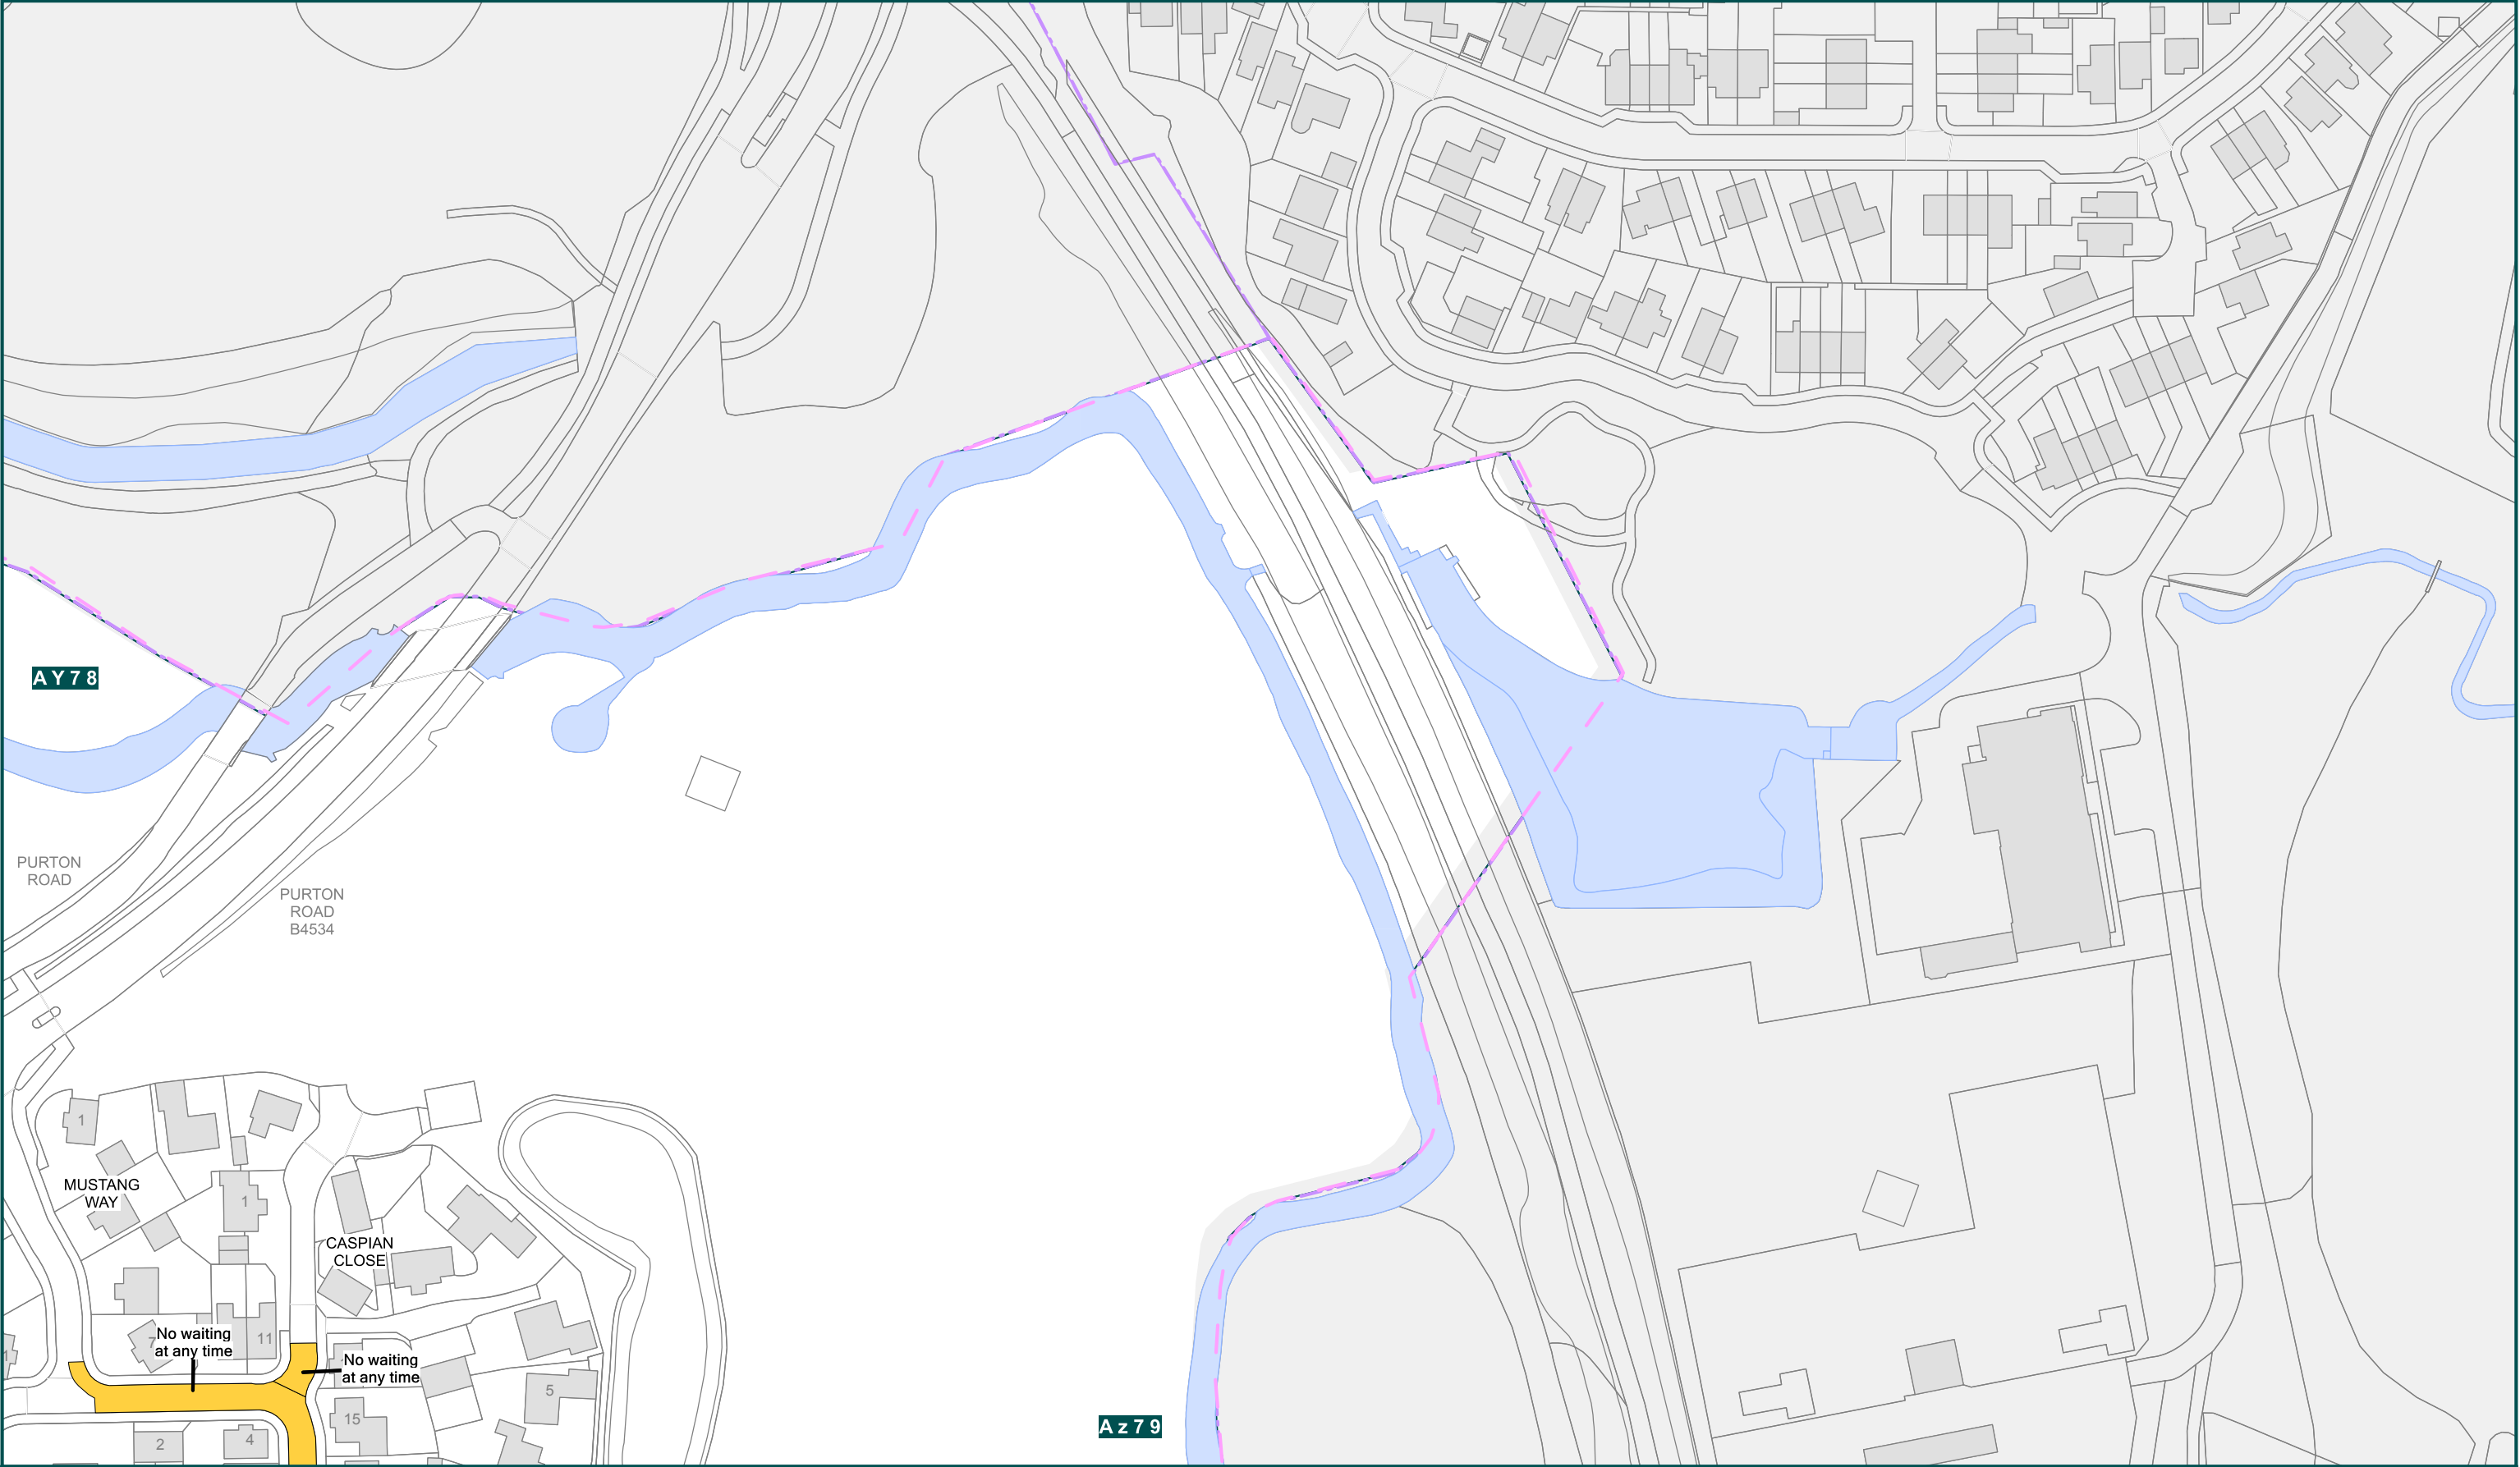 AY78
PURTON
ROAD
PURTON
ROAD
B4534
1
MUSTANG
WAY
1
CASPIAN
CLOSE
7
11
No waiting
at any time
No waiting
at any time
5
15
2
4
Az79